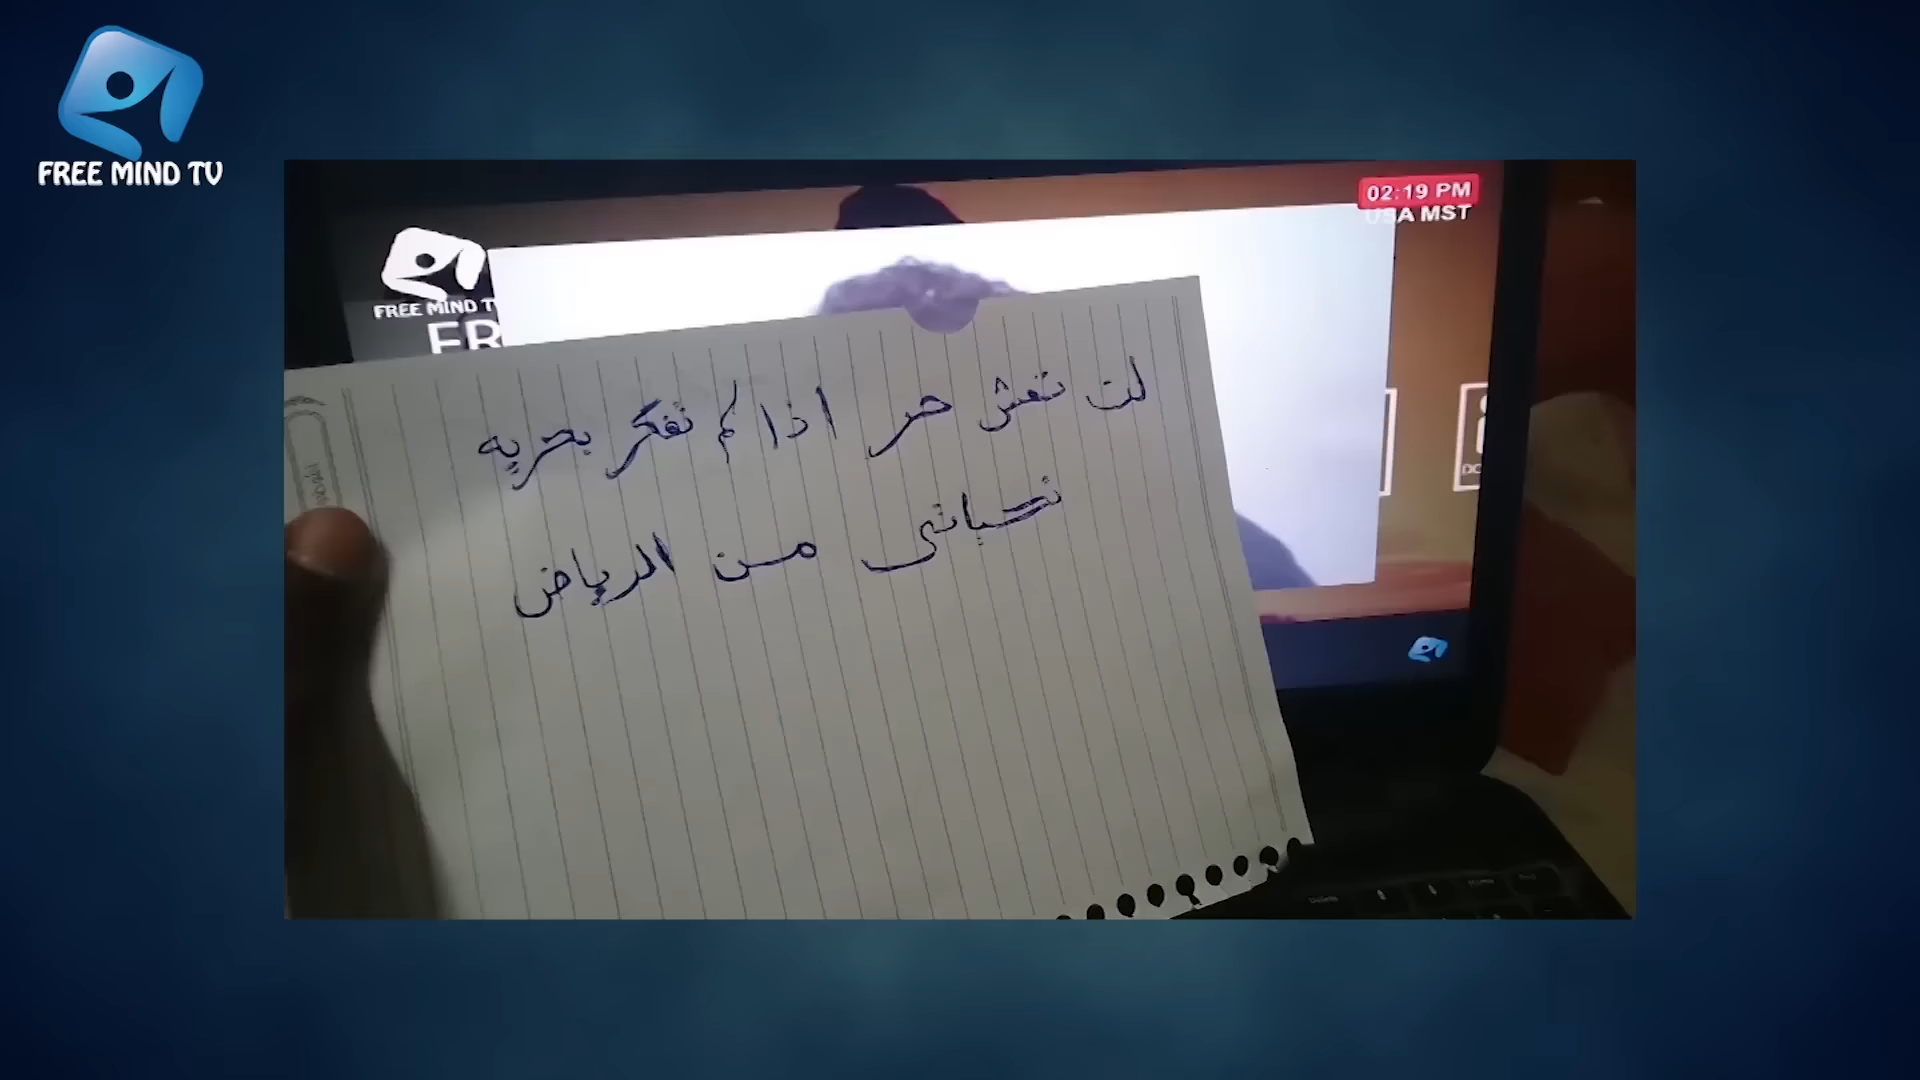 FREE MIND TV
02:19 PM
USA MST
FREE MIND TV
FR
لن تعش حر اذا لم تفكر بحريه
تحياتي من الرياض